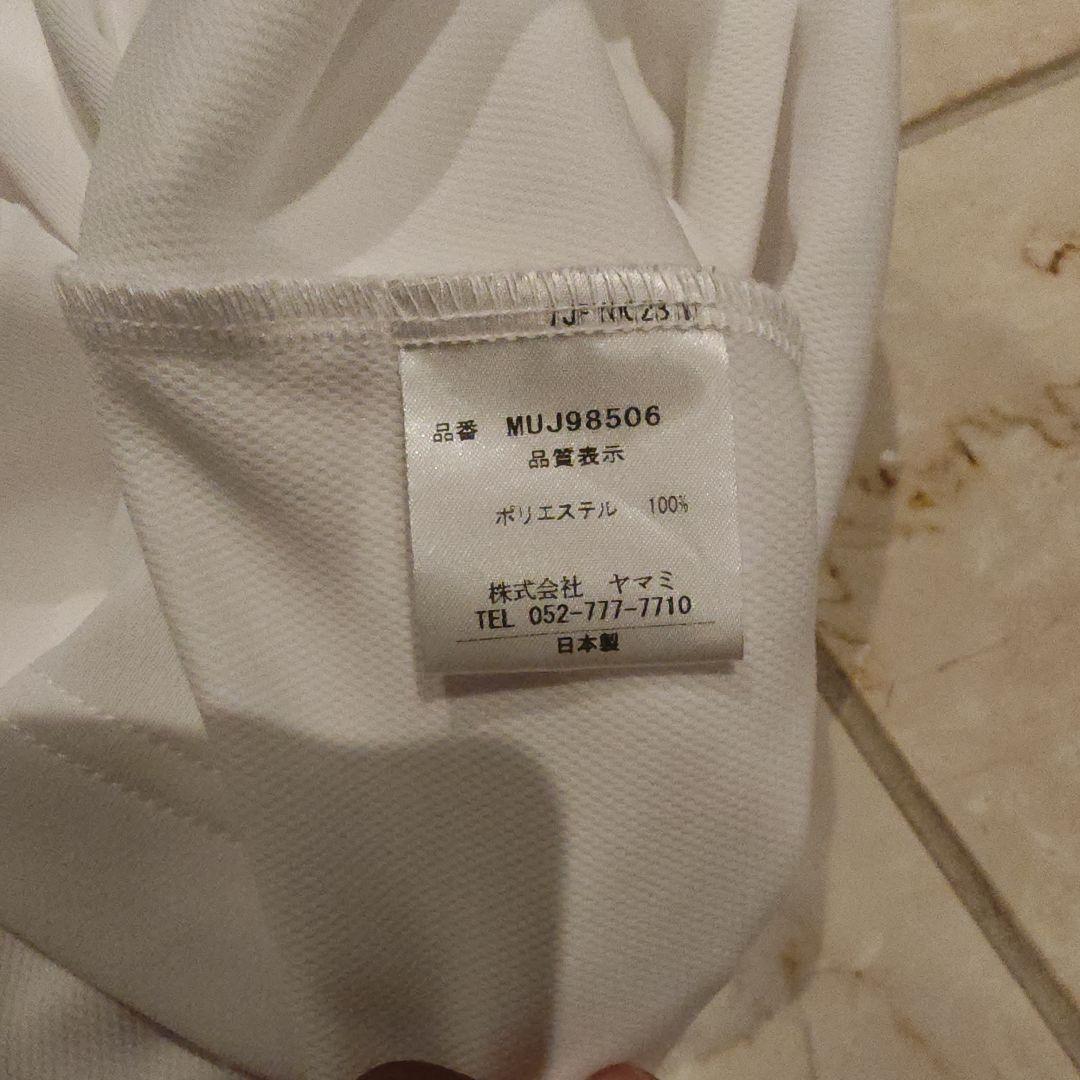 品番 MUJ98506
品質表示
ポリエステル 100%
株式会社 ヤマミ
TEL 052-777-7710
日本製